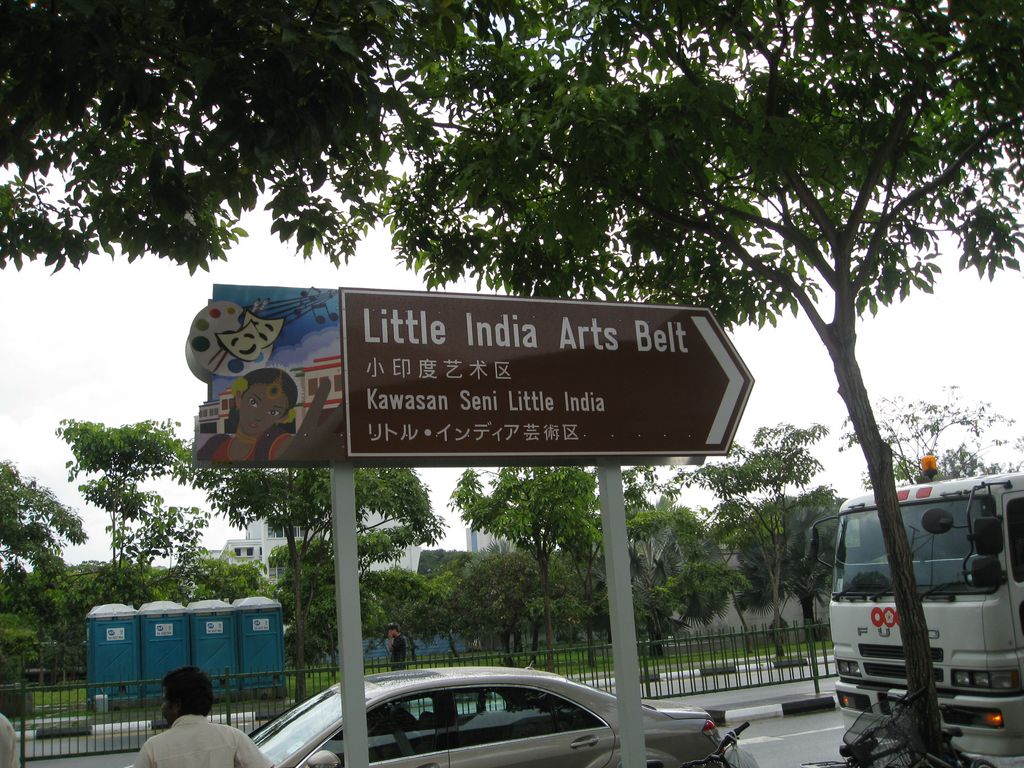 Little India Arts Belt
小印度艺术区
Kawasan Seni Little India
リトル・インディア芸術区